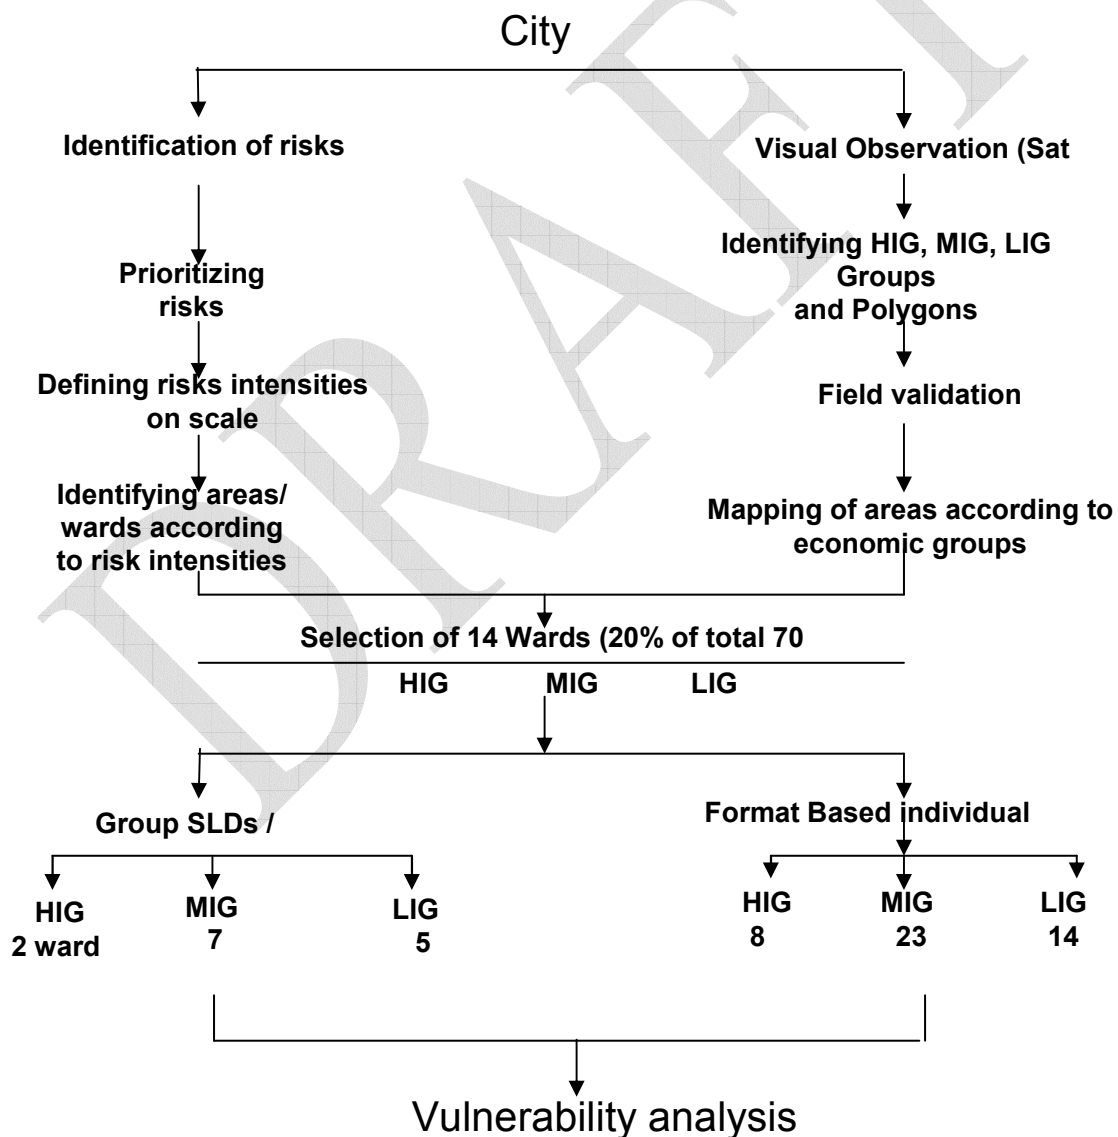 City
Identification of risks
Prioritizing
risks
Defining risks intensities
on scale
Identifying areas/
wards according
to risk intensities
Visual Observation (Sat
Identifying HIG, MIG, LIG
Groups
and Polygons
Field validation
Mapping of areas according to
economic groups
Selection of 14 Wards (20% of total 70
HIG MIG LIG
Group SLDs /
HIG MIG LIG
2 ward 7 5
Format Based individual
HIG MIG LIG
8 23 14
Vulnerability analysis
DRAFT